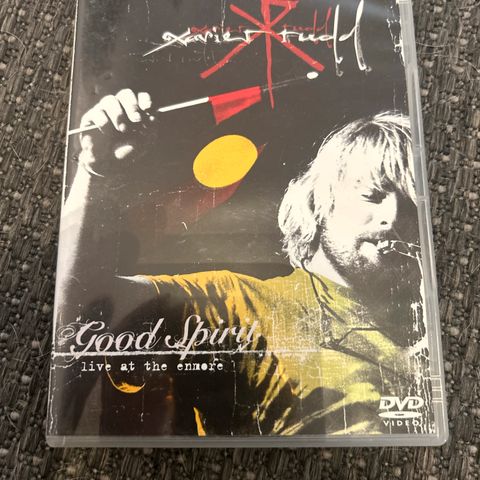 xavier rudd
Good Spirit
live at the enmore
DVD
VIDEO